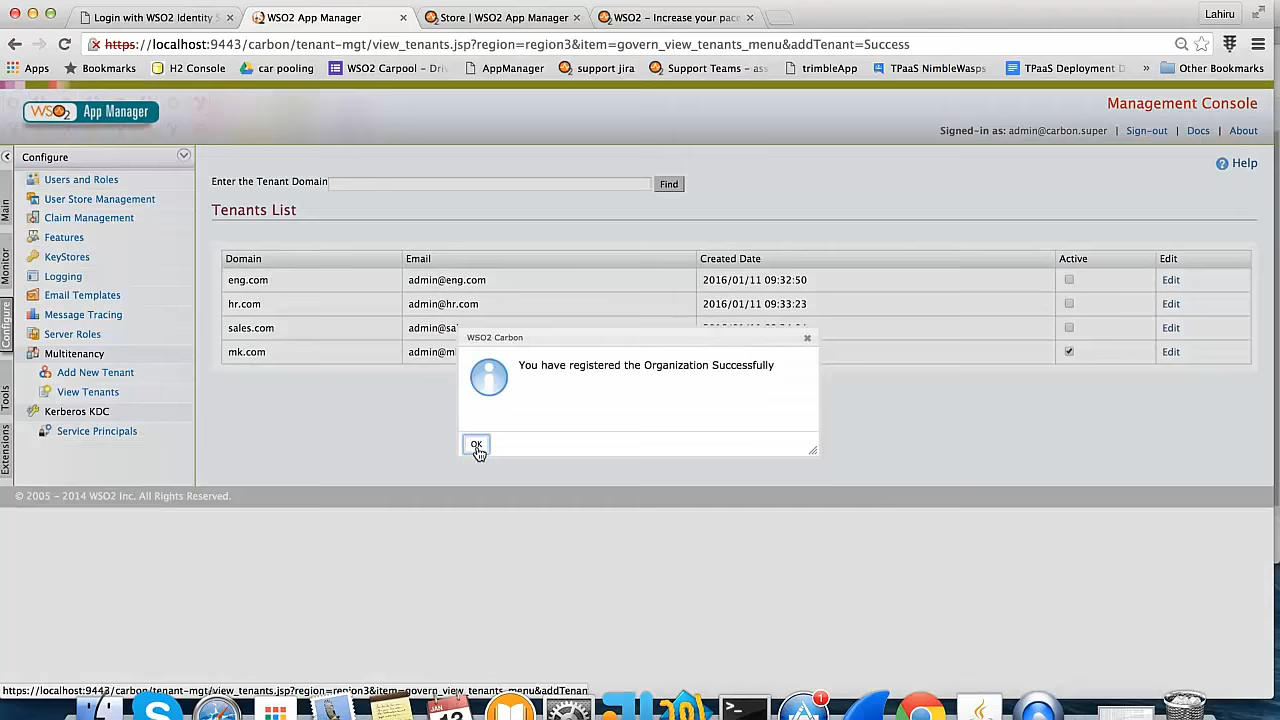 Login with WSO2 Identity S
WSO2 App Manager
Store | WSO2 App Manager
WSO2 - Increase your pace
Lahiru
https://localhost:9443/carbon/tenant-mgt/view_tenants.jsp?region=region3&item=govern_view_tenants_menu&addTenant=Success
Apps
Bookmarks
H2 Console
car pooling
WSO2 Carpool - Dri
AppManager
support jira
Support Teams - ass
trimbleApp
TPaaS NimbleWasps
TPaaS Deployment D
»
Other Bookmarks
WSO2 App Manager
Management Console
Signed-in as: admin@carbon.super | Sign-out | Docs | About
Configure
Help
Main
Monitor
Configure
Tools
Extensions
Users and Roles
User Store Management
Claim Management
Features
KeyStores
Logging
Email Templates
Message Tracing
Server Roles
Multitenancy
Add New Tenant
View Tenants
Kerberos KDC
Service Principals
Enter the Tenant Domain
Find
Tenants List
Domain Email Created Date Active Edit
eng.com admin@eng.com 2016/01/11 09:32:50 Edit
hr.com admin@hr.com 2016/01/11 09:33:23 Edit
sales.com admin@sa Edit
mk.com admin@m Edit
WSO2 Carbon
You have registered the Organization Successfully
OK
© 2005 - 2014 WSO2 Inc. All Rights Reserved.
https://localhost:9443/carbon/tenant-mgt/view_tenants.jsp?region=region3&item=govern_view_tenants_menu&addTenan
1